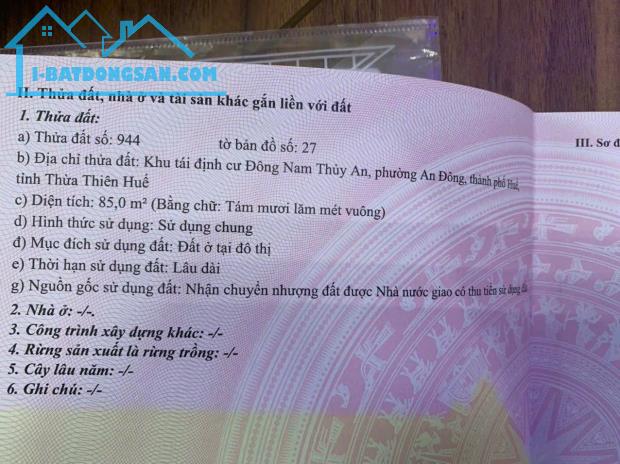 I-BATDONGSAN.COM
II. Thửa đất, nhà ở và tài sản khác gắn liền với đất
1. Thửa đất:
a) Thửa đất số: 944 tờ bản đồ số: 27
b) Địa chỉ thửa đất: Khu tái định cư Đông Nam Thủy An, phường An Đông, thành phố Huế,
tỉnh Thừa Thiên Huế
c) Diện tích: 85,0 m² (Bằng chữ: Tám mươi lăm mét vuông)
d) Hình thức sử dụng: Sử dụng chung
đ) Mục đích sử dụng đất: Đất ở tại đô thị
e) Thời hạn sử dụng đất: Lâu dài
g) Nguồn gốc sử dụng đất: Nhận chuyển nhượng đất được Nhà nước giao có thu tiền sử dụng đất
2. Nhà ở: -/-.
3. Công trình xây dựng khác: -/-
4. Rừng sản xuất là rừng trồng: -/-
5. Cây lâu năm: -/-
6. Ghi chú: -/-
III. Sơ đ